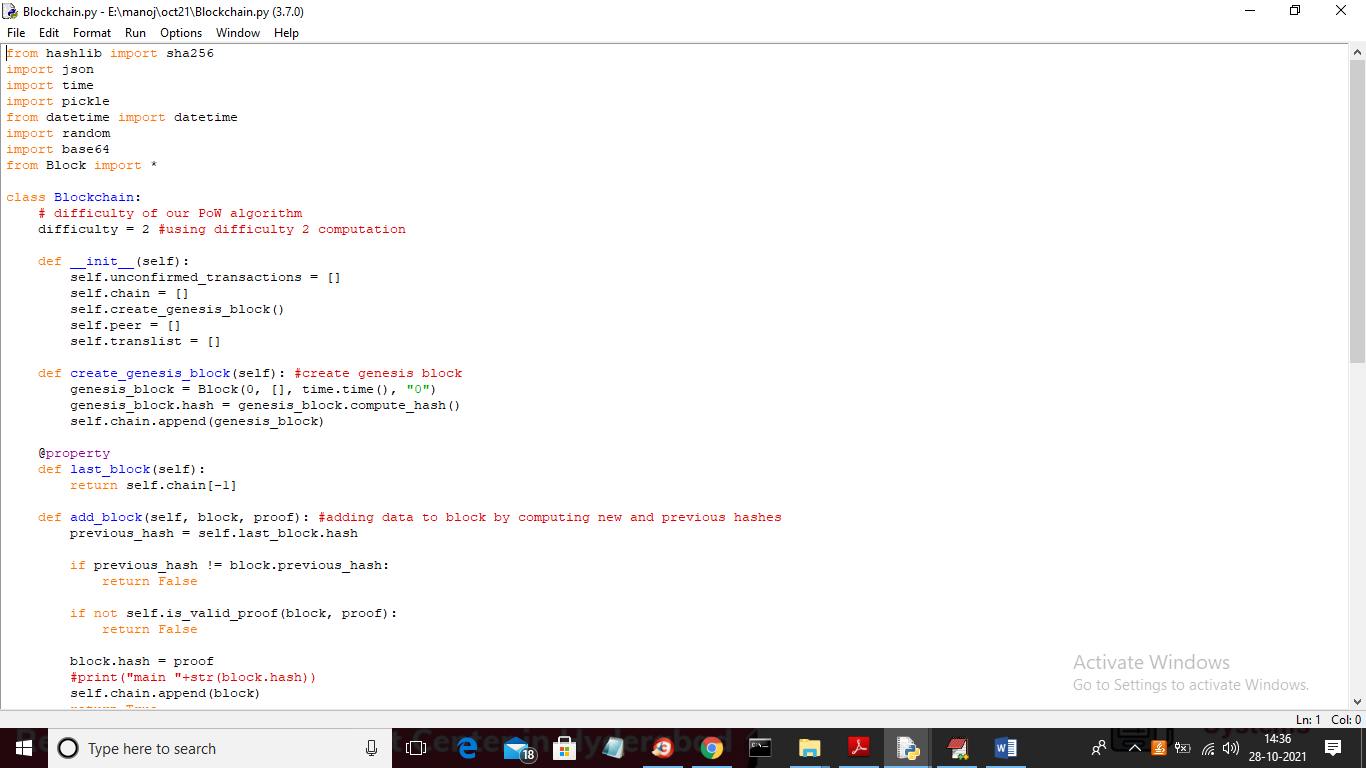 Blockchain.py - E:\manoj\oct21\Blockchain.py (3.7.0)
File Edit Format Run Options Window Help
from hashlib import sha256
import json
import time
import pickle
from datetime import datetime
import random
import base64
from Block import *
class Blockchain:
    # difficulty of our PoW algorithm
    difficulty = 2 #using difficulty 2 computation
    def __init__(self):
        self.unconfirmed_transactions = []
        self.chain = []
        self.create_genesis_block()
        self.peer = []
        self.translist = []
    def create_genesis_block(self): #create genesis block
        genesis_block = Block(0, [], time.time(), "0")
        genesis_block.hash = genesis_block.compute_hash()
        self.chain.append(genesis_block)
    @property
    def last_block(self):
        return self.chain[-1]
    def add_block(self, block, proof): #adding data to block by computing new and previous hashes
        previous_hash = self.last_block.hash
        if previous_hash != block.previous_hash:
            return False
        if not self.is_valid_proof(block, proof):
            return False
        block.hash = proof
        #print("main "+str(block.hash))
        self.chain.append(block)
        return True
Activate Windows
Go to Settings to activate Windows.
Ln: 1 Col: 0
Type here to search
t Center in Hyderabad
18
Systems
14:36
28-10-2021